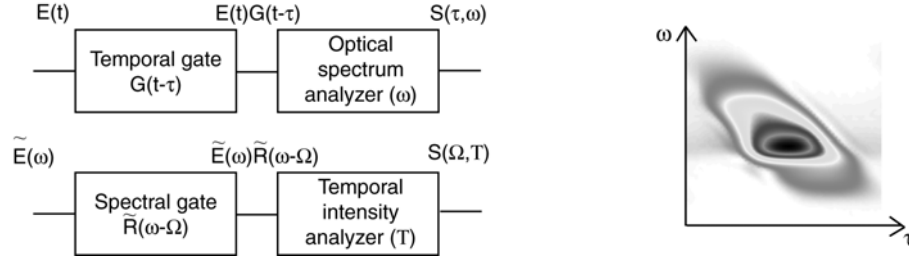 E(t)
E(t)G(t-τ)
S(τ,ω)
Temporal gate
G(t-τ)
Optical
spectrum
analyzer (ω)
Ẽ(ω)
Ẽ(ω)R̃(ω-Ω)
S(Ω,T)
Spectral gate
R̃(ω-Ω)
Temporal
intensity
analyzer (T)
ω
τ